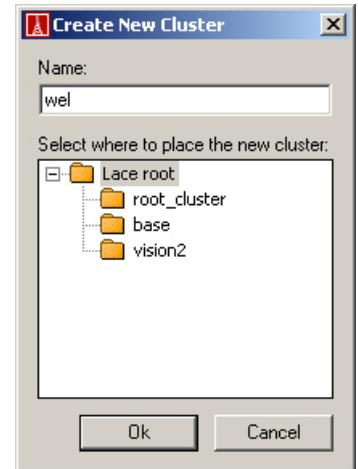 Create New Cluster
Name:
wel
Select where to place the new cluster:
Lace root
root_cluster
base
vision2
Ok
Cancel